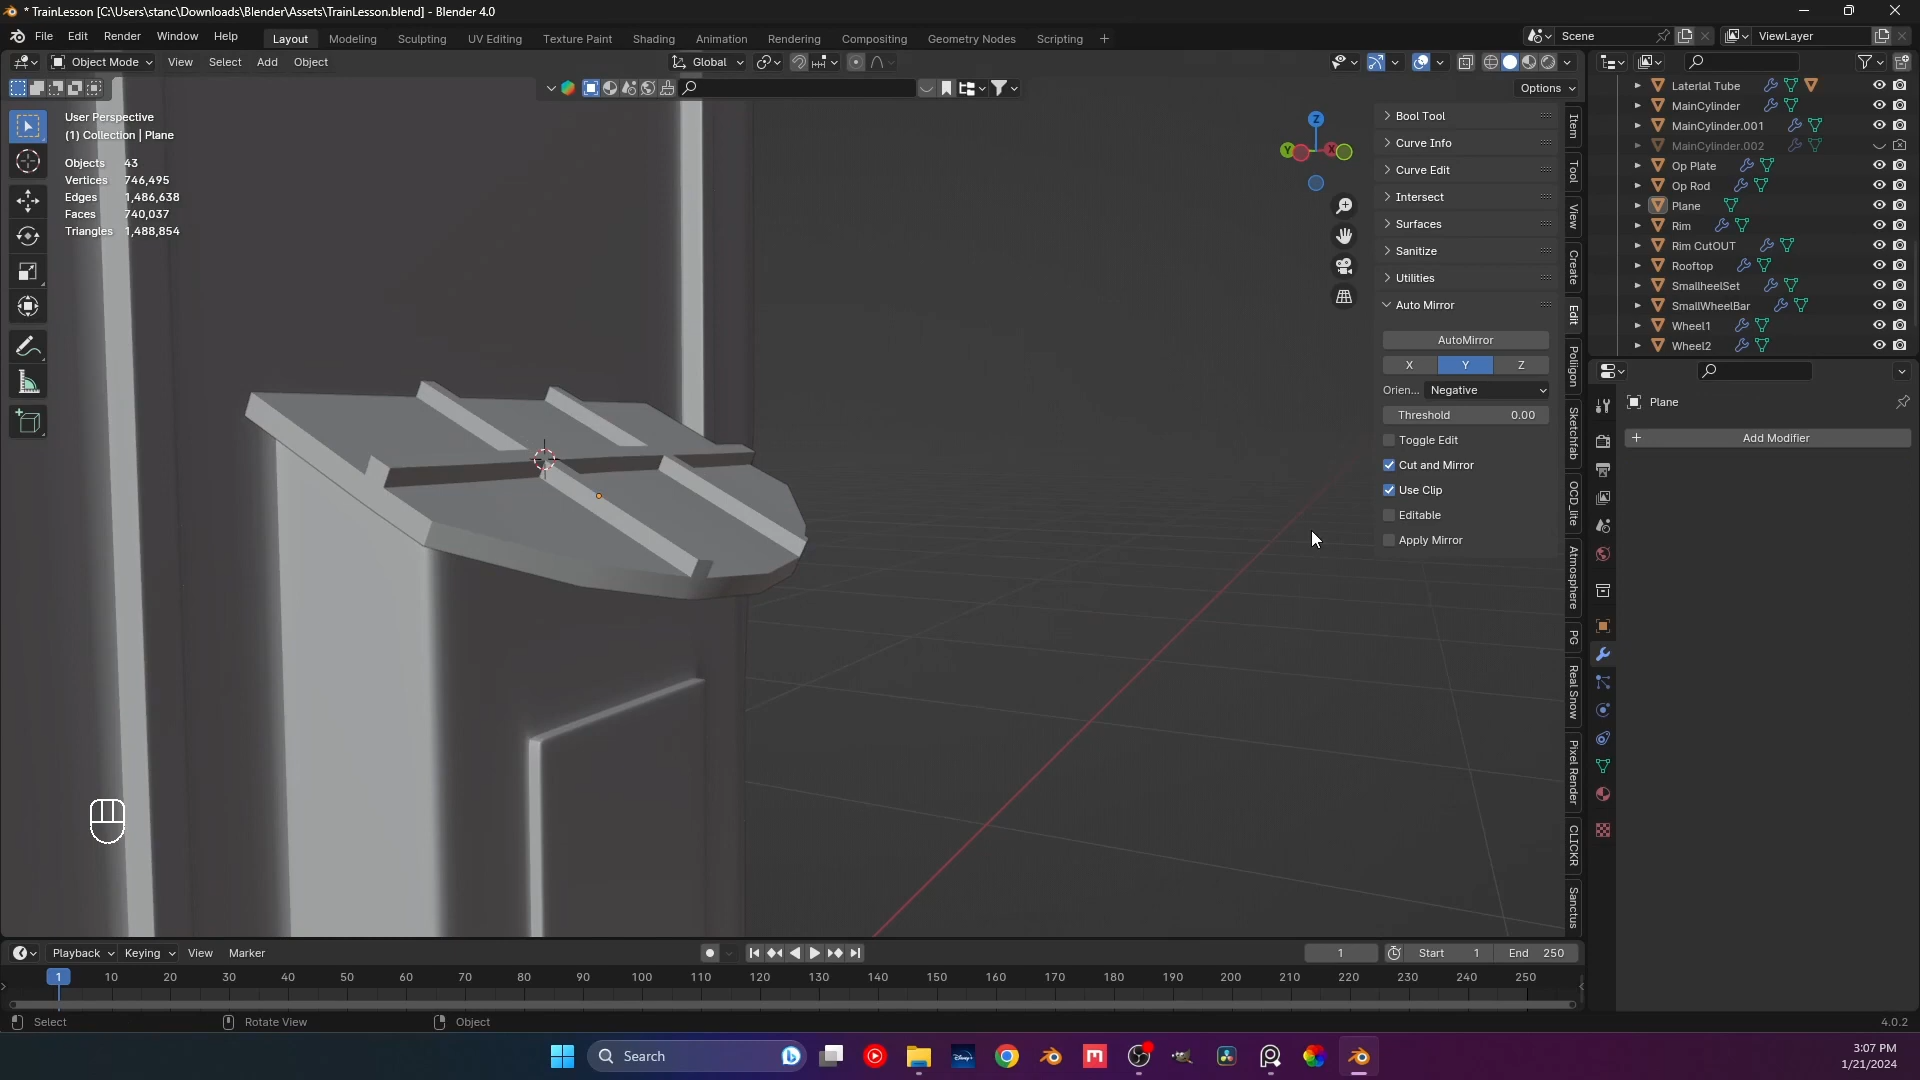 * TrainLesson [C:\Users\stanc\Downloads\Blender\Assets\TrainLesson.blend] - Blender 4.0
File Edit Render Window Help Layout Modeling Sculpting UV Editing Texture Paint Shading Animation Rendering Compositing Geometry Nodes Scripting + Scene ViewLayer
Object Mode View Select Add Object Global
Options
User Perspective
(1) Collection | Plane
Objects 43
Vertices 746,495
Edges 1,486,638
Faces 740,037
Triangles 1,488,854
Z
Y
X
Bool Tool
Curve Info
Curve Edit
Intersect
Surfaces
Sanitize
Utilities
Auto Mirror
AutoMirror
X Y Z
Orien... Negative
Threshold 0.00
Toggle Edit
Cut and Mirror
Use Clip
Editable
Apply Mirror
Item
Tool
View
Create
Edit
Poliigon
Sketchfab
OCD_lite
Atmosphere
PG
Real Snow
Pixel Render
CLICKR
Sanctus
Laterlal Tube
MainCylinder
MainCylinder.001
MainCylinder.002
Op Plate
Op Rod
Plane
Rim
Rim CutOUT
Rooftop
SmallheelSet
SmallWheelBar
Wheel1
Wheel2
Plane
+ Add Modifier
Playback Keying View Marker
1 Start 1 End 250
1 10 20 30 40 50 60 70 80 90 100 110 120 130 140 150 160 170 180 190 200 210 220 230 240 250
Select Rotate View Object 4.0.2
Search
3:07 PM
1/21/2024